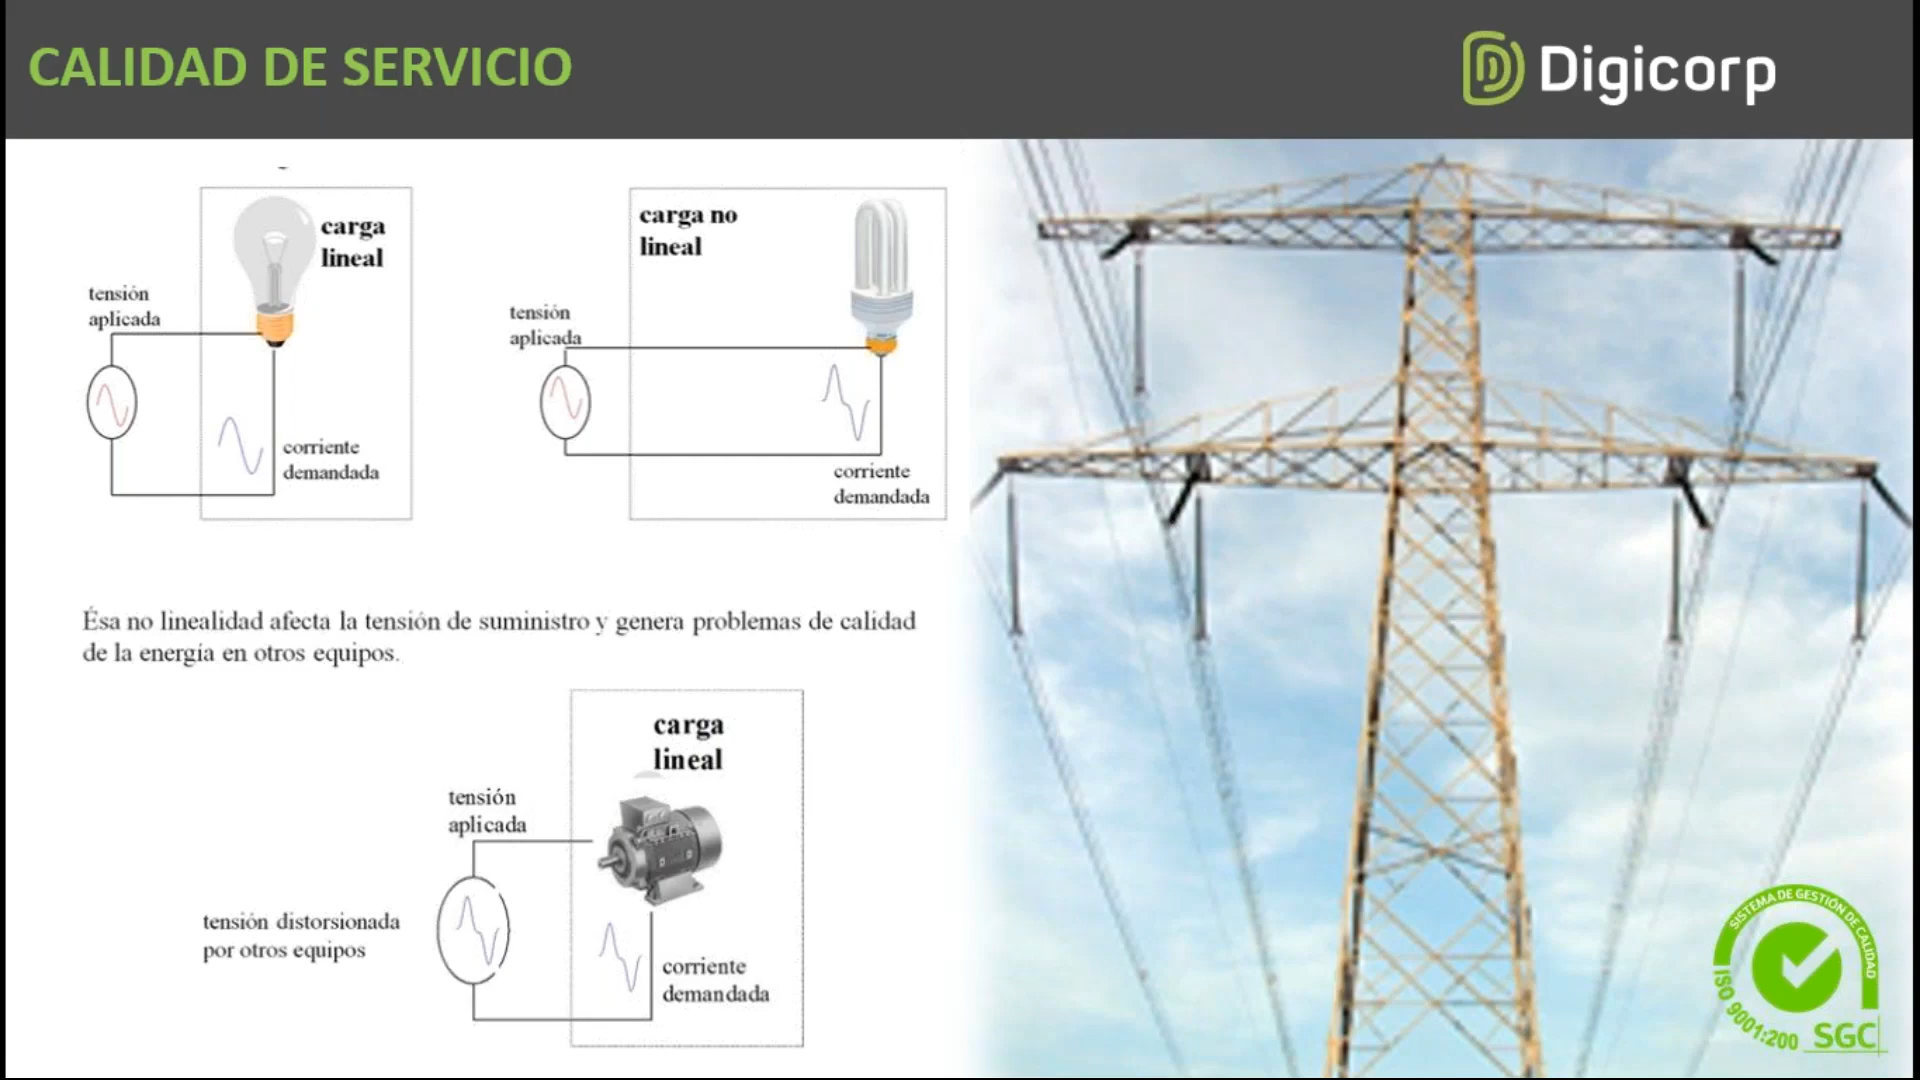 CALIDAD DE SERVICIO
Digicorp
carga
lineal
tensión
aplicada
corriente
demandada
carga no
lineal
tensión
aplicada
corriente
demandada
Ésa no linealidad afecta la tensión de suministro y genera problemas de calidad
de la energía en otros equipos.
carga
lineal
tensión
aplicada
tensión distorsionada
por otros equipos
corriente
demandada
SISTEMA DE GESTIÓN DE CALIDAD
ISO 9001:200
SGC